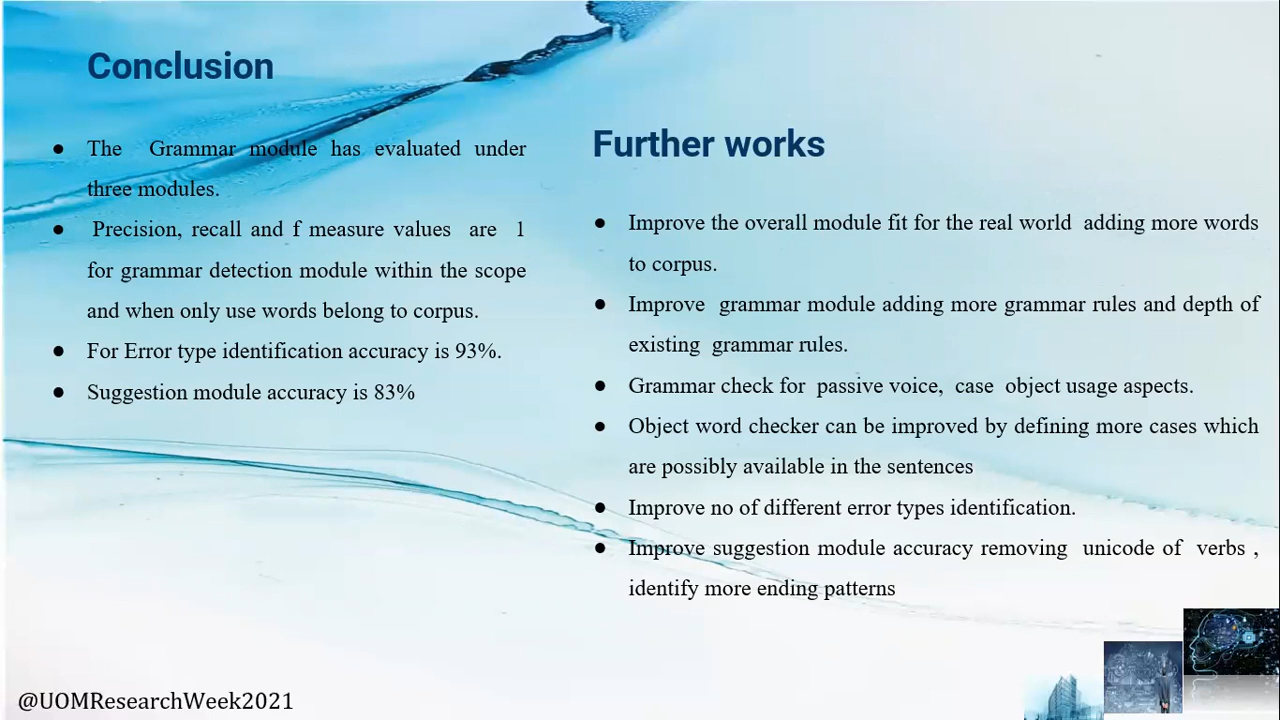 Conclusion
● The Grammar module has evaluated under
three modules.
● Precision, recall and f measure values are 1
for grammar detection module within the scope
and when only use words belong to corpus.
● For Error type identification accuracy is 93%.
● Suggestion module accuracy is 83%
Further works
● Improve the overall module fit for the real world adding more words
to corpus.
● Improve grammar module adding more grammar rules and depth of
existing grammar rules.
● Grammar check for passive voice, case object usage aspects.
● Object word checker can be improved by defining more cases which
are possibly available in the sentences
● Improve no of different error types identification.
● Improve suggestion module accuracy removing unicode of verbs ,
identify more ending patterns
@UOMResearchWeek2021